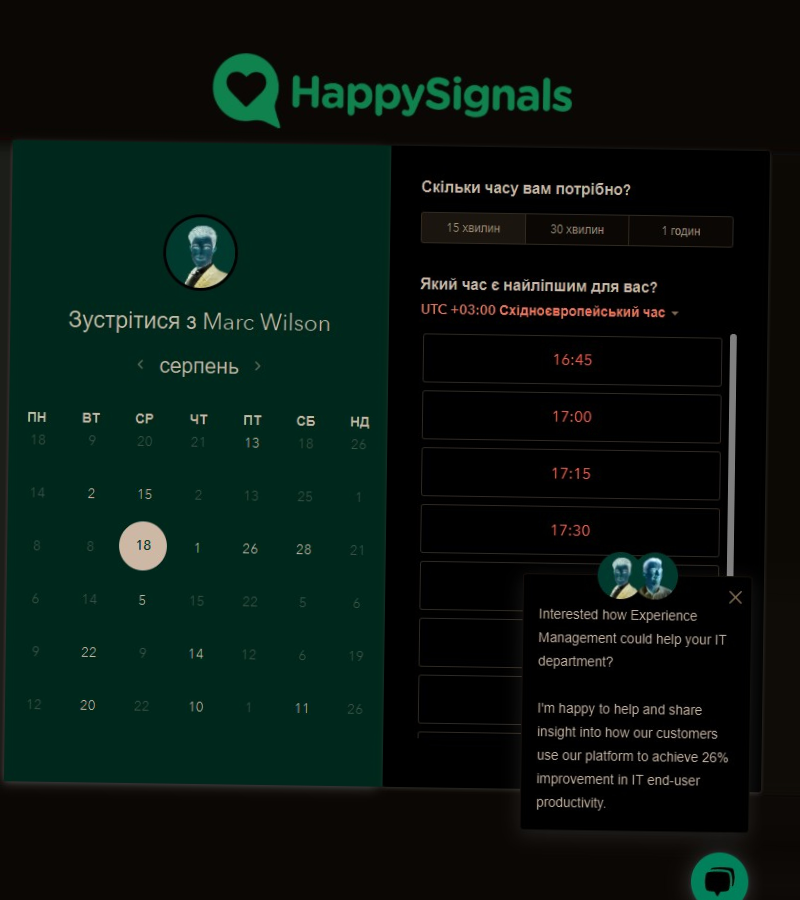 HappySignals
Зустрітися з Marc Wilson
серпень
ПН ВТ СР ЧТ ПТ СБ НД
18 9 20 21 13 18 26
14 2 15 2 13 25 1
8 8 18 1 26 28 21
6 14 5 15 22 5 6
9 22 9 14 12 6 19
12 20 22 10 1 11 26
Скільки часу вам потрібно?
15 хвилин 30 хвилин 1 годин
Який час є найліпшим для вас?
UTC +03:00 Східноєвропейський час
16:45
17:00
17:15
17:30
Interested how Experience
Management could help your IT
department?
I'm happy to help and share
insight into how our customers
use our platform to achieve 26%
improvement in IT end-user
productivity.